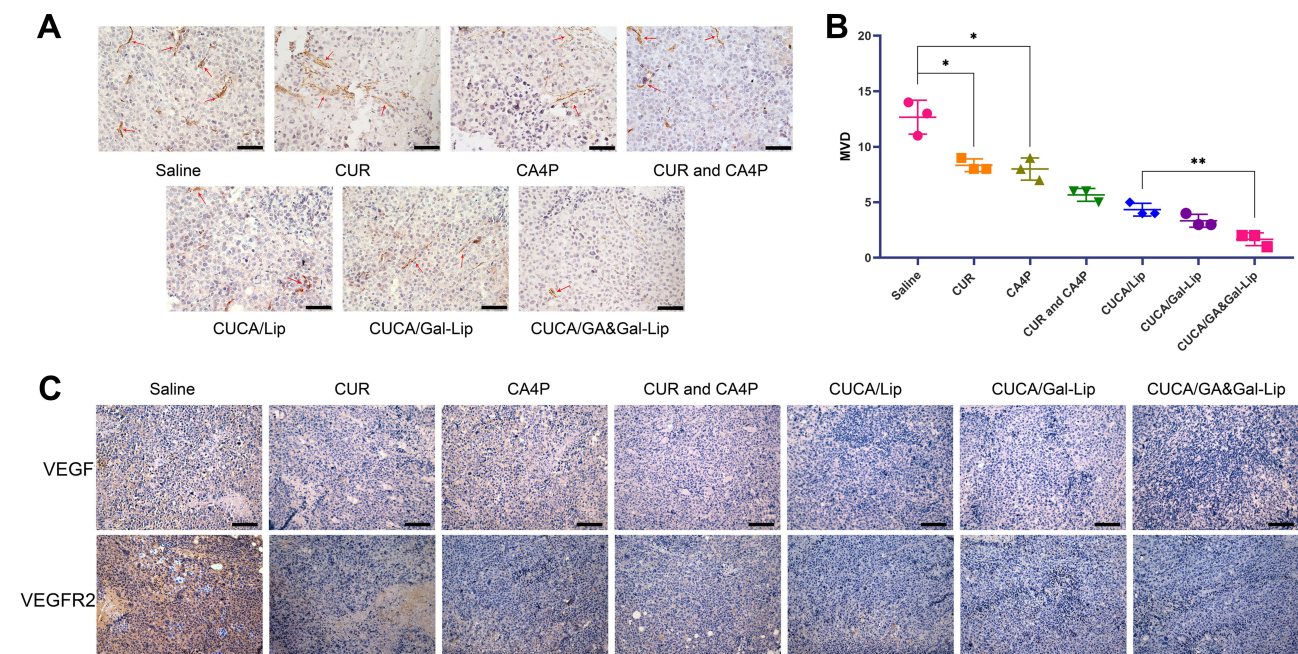 A
Saline
CUR
CA4P
CUR and CA4P
CUCA/Lip
CUCA/Gal-Lip
CUCA/GA&Gal-Lip
B
MVD
20
15
10
5
0
*
*
**
Saline
CUR
CA4P
CUR and CA4P
CUCA/Lip
CUCA/Gal-Lip
CUCA/GA&Gal-Lip
C
Saline
CUR
CA4P
CUR and CA4P
CUCA/Lip
CUCA/Gal-Lip
CUCA/GA&Gal-Lip
VEGF
VEGFR2